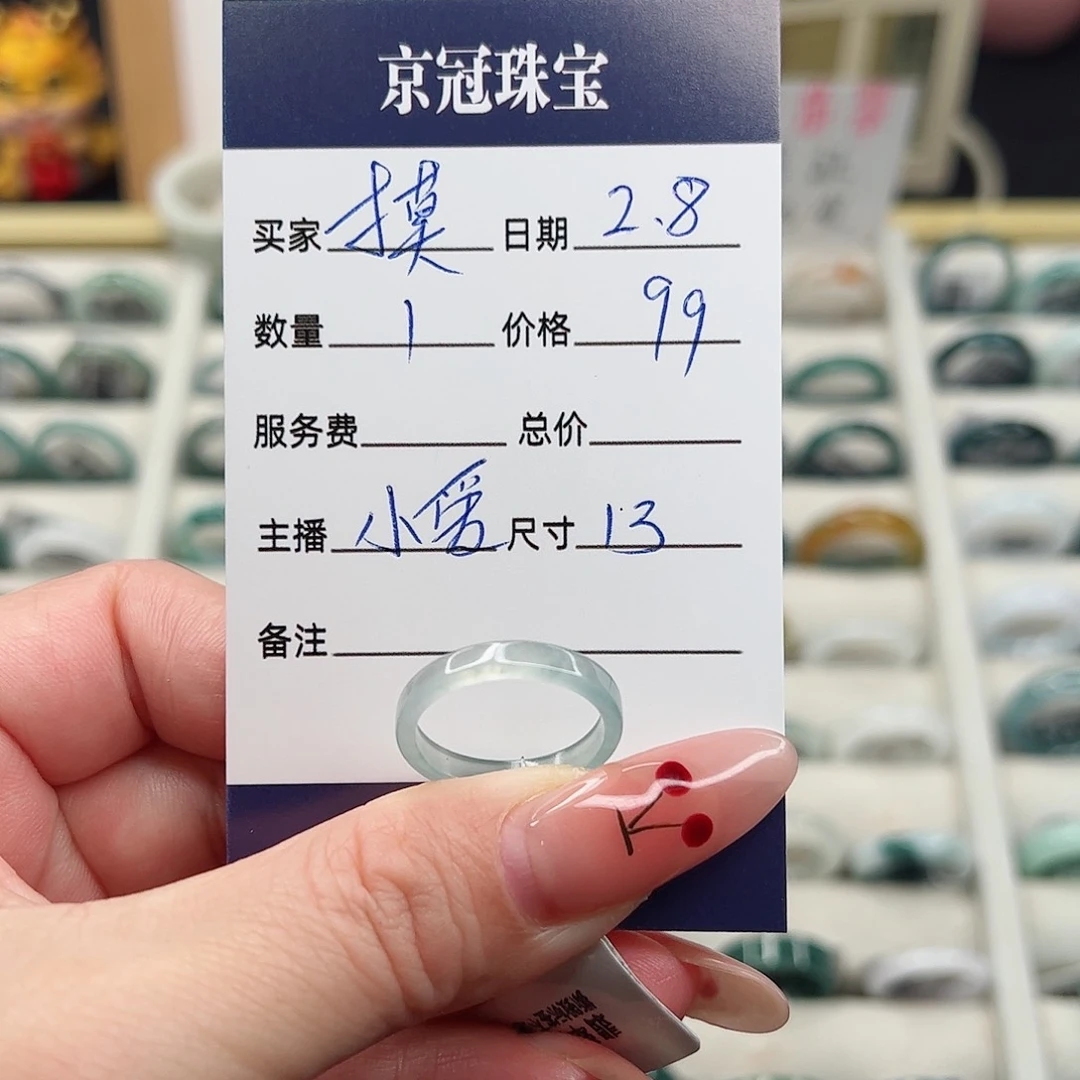 京冠珠宝
买家 摸 日期 2.8
数量 1 价格 99
服务费 总价
主播 小爱 尺寸 13
备注